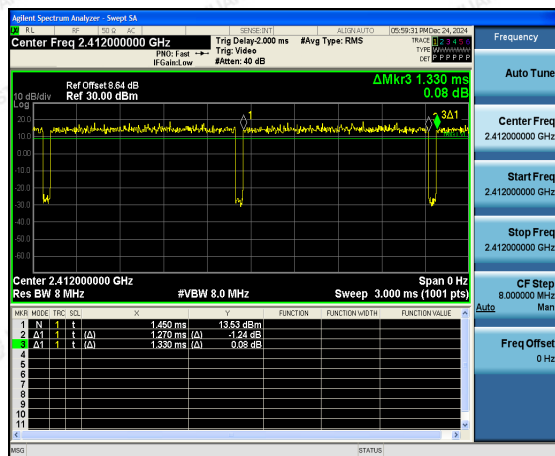 Agilent Spectrum Analyzer - Swept SA
RL RF 50 Ω AC SENSE:INT ALIGN AUTO 05:59:31 PM Dec 24, 2024
Center Freq 2.412000000 GHz
PNO: Fast
IFGain:Low
Trig Delay-2.000 ms
Trig: Video
#Atten: 40 dB
#Avg Type: RMS
TRACE 1 2 3 4 5 6
TYPE WWWWWW
DET P P P P P P
Frequency
Auto Tune
Center Freq
2.412000000 GHz
Start Freq
2.412000000 GHz
Stop Freq
2.412000000 GHz
CF Step
8.000000 MHz
Auto Man
Freq Offset
0 Hz
ΔMkr3 1.330 ms
0.08 dB
Ref Offset 8.64 dB
10 dB/div Ref 30.00 dBm
Log
20.0
10.0
0.00
-10.0
-20.0
-30.0
-40.0
-50.0
-60.0
1
3Δ1
Center 2.412000000 GHz Span 0 Hz
Res BW 8 MHz #VBW 8.0 MHz Sweep 3.000 ms (1001 pts)
MKR MODE TRC SCL X Y FUNCTION FUNCTION WIDTH FUNCTION VALUE
1 N 1 t 1.450 ms 13.53 dBm
2 Δ1 1 t (Δ) 1.270 ms (Δ) -1.24 dB
3 Δ1 1 t (Δ) 1.330 ms (Δ) 0.08 dB
4
5
6
7
8
9
10
11
MSG STATUS